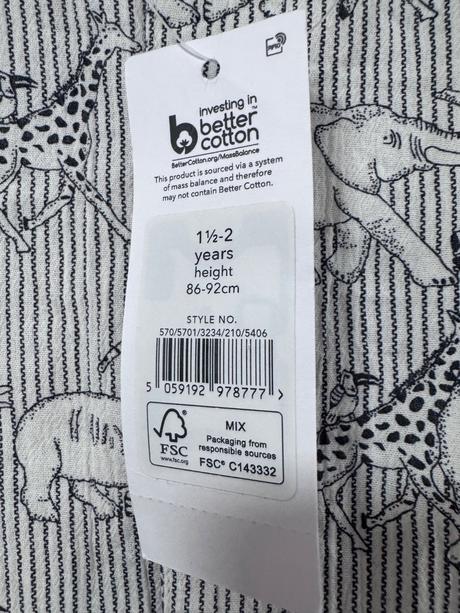 RFID
investing in
better
cotton™
BetterCotton.org/MassBalance
This product is sourced via a system
of mass balance and therefore
may not contain Better Cotton.
1½-2
years
height
86-92cm
STYLE NO.
570/5701/3234/210/5406
5 059192 978777 >
FSC
www.fsc.org
MIX
Packaging from
responsible sources
FSC® C143332